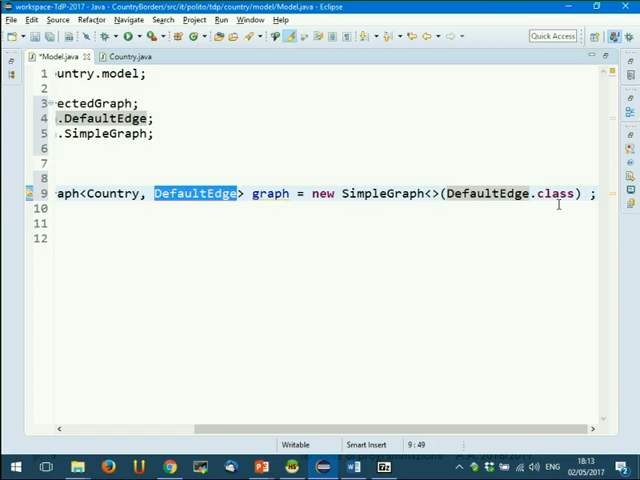 workspace-TdP-2017 - Java - CountryBorders/src/it/polito/tdp/country/model/Model.java - Eclipse
File Edit Source Refactor Navigate Search Project Run Window Help
Quick Access
*Model.java Country.java
1 ountry.model;
2
3 ectedGraph;
4 .DefaultEdge;
5 .SimpleGraph;
6
7
8
9 aph<Country, DefaultEdge> graph = new SimpleGraph<>(DefaultEdge.class) ;
10
11
12
Writable Smart Insert 9 : 49
18:13
ENG
02/05/2017